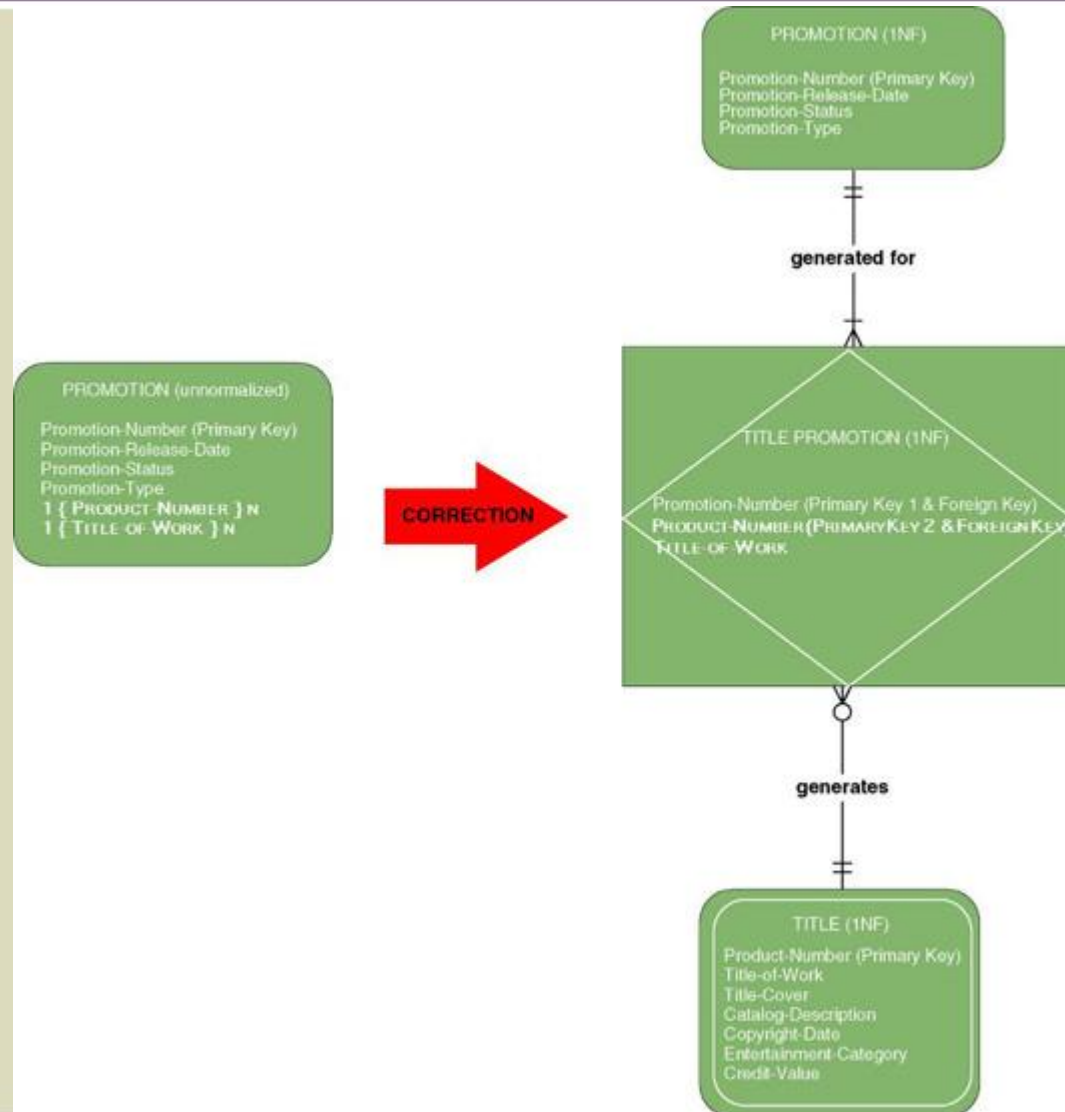 PROMOTION (1NF)
Promotion-Number (Primary Key)
Promotion-Release-Date
Promotion-Status
Promotion-Type
generated for
PROMOTION (unnormalized)
Promotion-Number (Primary Key)
Promotion-Release-Date
Promotion-Status
Promotion-Type
1 { PRODUCT-NUMBER } N
1 { TITLE-OF-WORK } N
CORRECTION
TITLE PROMOTION (1NF)
Promotion-Number (Primary Key 1 & Foreign Key)
PRODUCT-NUMBER (PRIMARY KEY 2 & FOREIGN KEY
TITLE-OF-WORK
generates
TITLE (1NF)
Product-Number (Primary Key)
Title-of-Work
Title-Cover
Catalog-Description
Copyright-Date
Entertainment-Category
Credit-Value